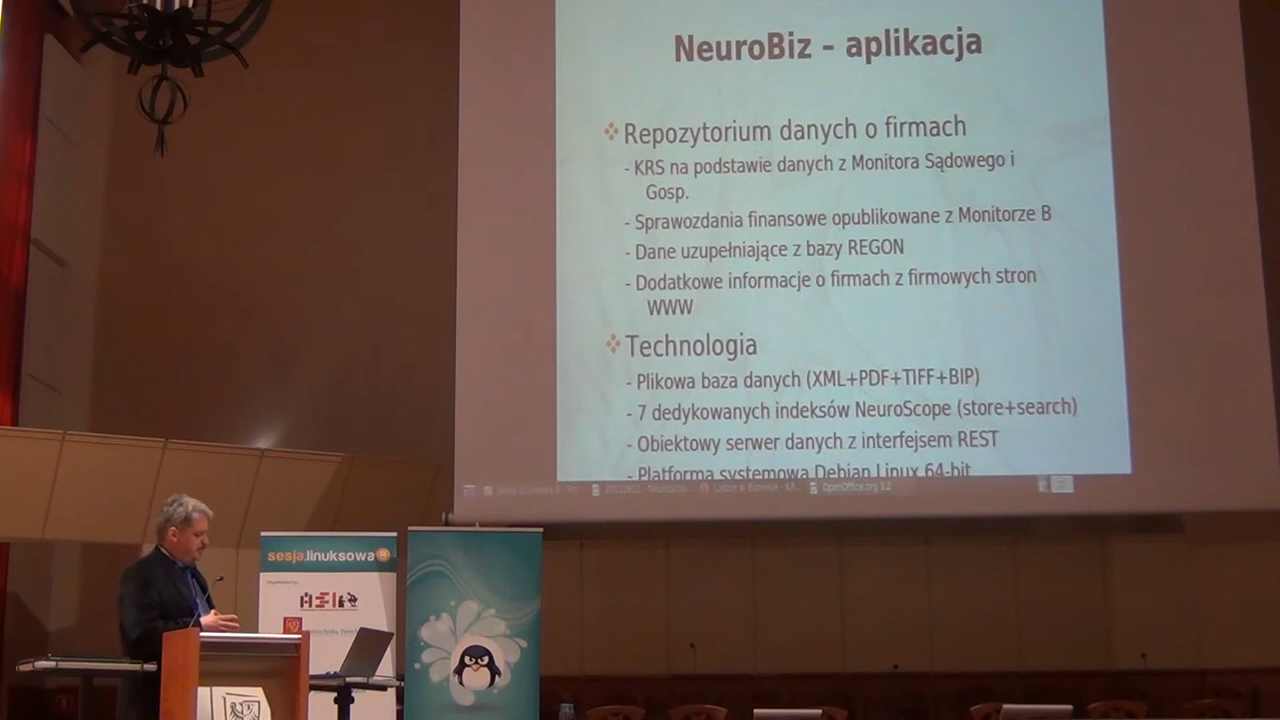 NeuroBiz – aplikacja
Repozytorium danych o firmach
- KRS na podstawie danych z Monitora Sądowego i
Gosp.
- Sprawozdania finansowe opublikowane z Monitorze B
- Dane uzupełniające z bazy REGON
- Dodatkowe informacje o firmach z firmowych stron
WWW
Technologia
- Plikowa baza danych (XML+PDF+TIFF+BIP)
- 7 dedykowanych indeksów NeuroScope (store+search)
- Obiektowy serwer danych z interfejsem REST
- Platforma systemowa Debian Linux 64-bit
OpenOffice.org 3.2
sesja.linuksowa